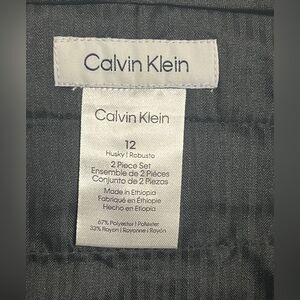 Calvin Klein
Calvin Klein
12
Husky | Robusto
2 Piece Set
Ensemble de 2 Pièces
Conjunto de 2 Piezas
Made in Ethiopia
Fabriqué en Éthiopie
Hecho en Etiopía
67% Polyester | Poliéster
33% Rayon | Rayonne | Rayón